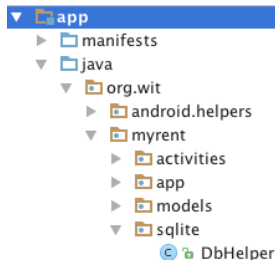 app
manifests
java
org.wit
android.helpers
myrent
activities
app
models
sqlite
C DbHelper